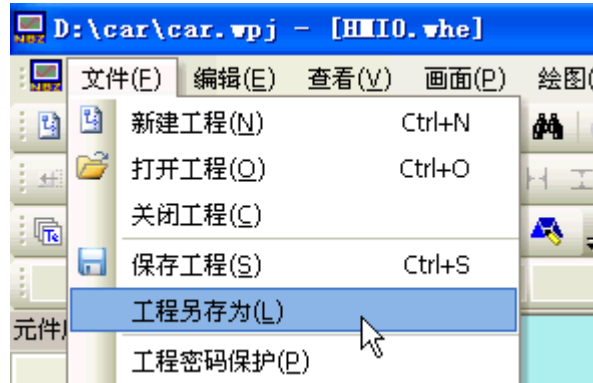 D:\car\car.wpj - [HMI0.whe]
文件(F) 编辑(E) 查看(V) 画面(P) 绘图(
新建工程(N) Ctrl+N
打开工程(O) Ctrl+O
关闭工程(C)
保存工程(S) Ctrl+S
工程另存为(L)
元件
工程密码保护(P)